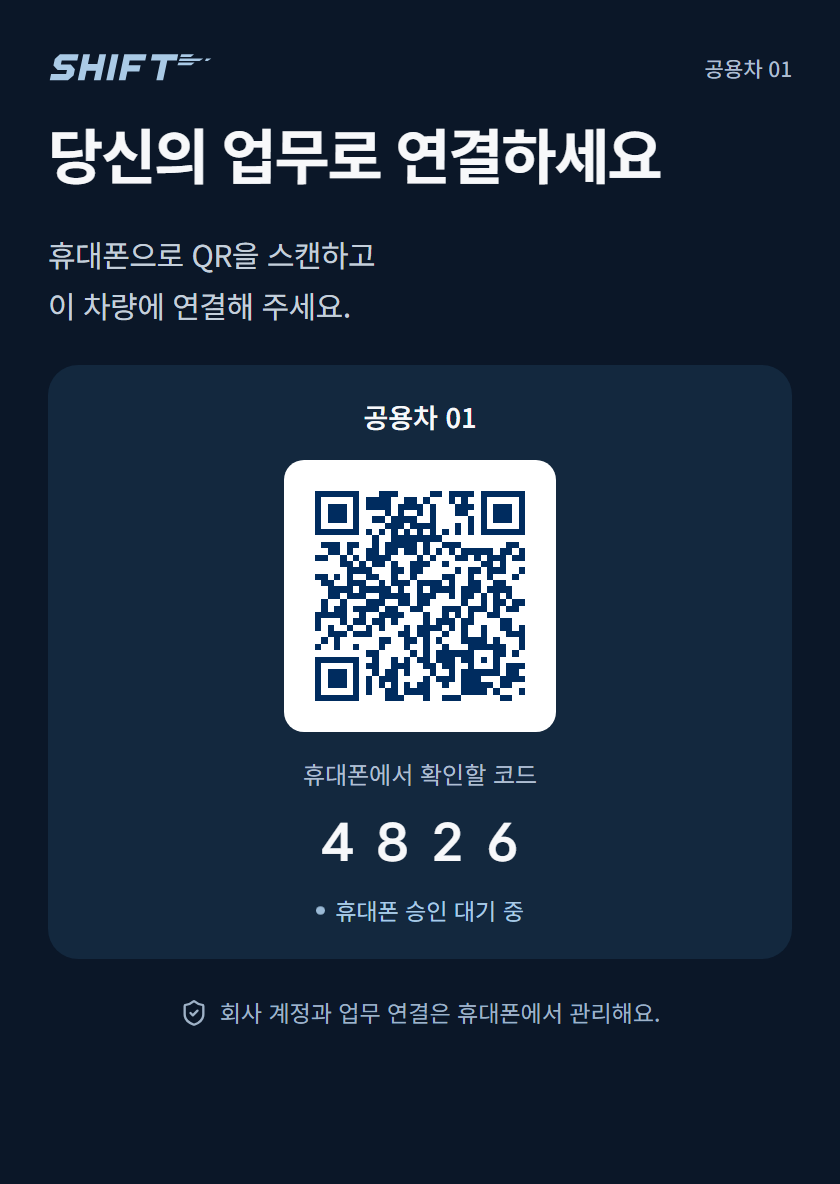 SHIFT
공용차 01
당신의 업무로 연결하세요
휴대폰으로 QR을 스캔하고
이 차량에 연결해 주세요.
공용차 01
휴대폰에서 확인할 코드
4 8 2 6
휴대폰 승인 대기 중
회사 계정과 업무 연결은 휴대폰에서 관리해요.